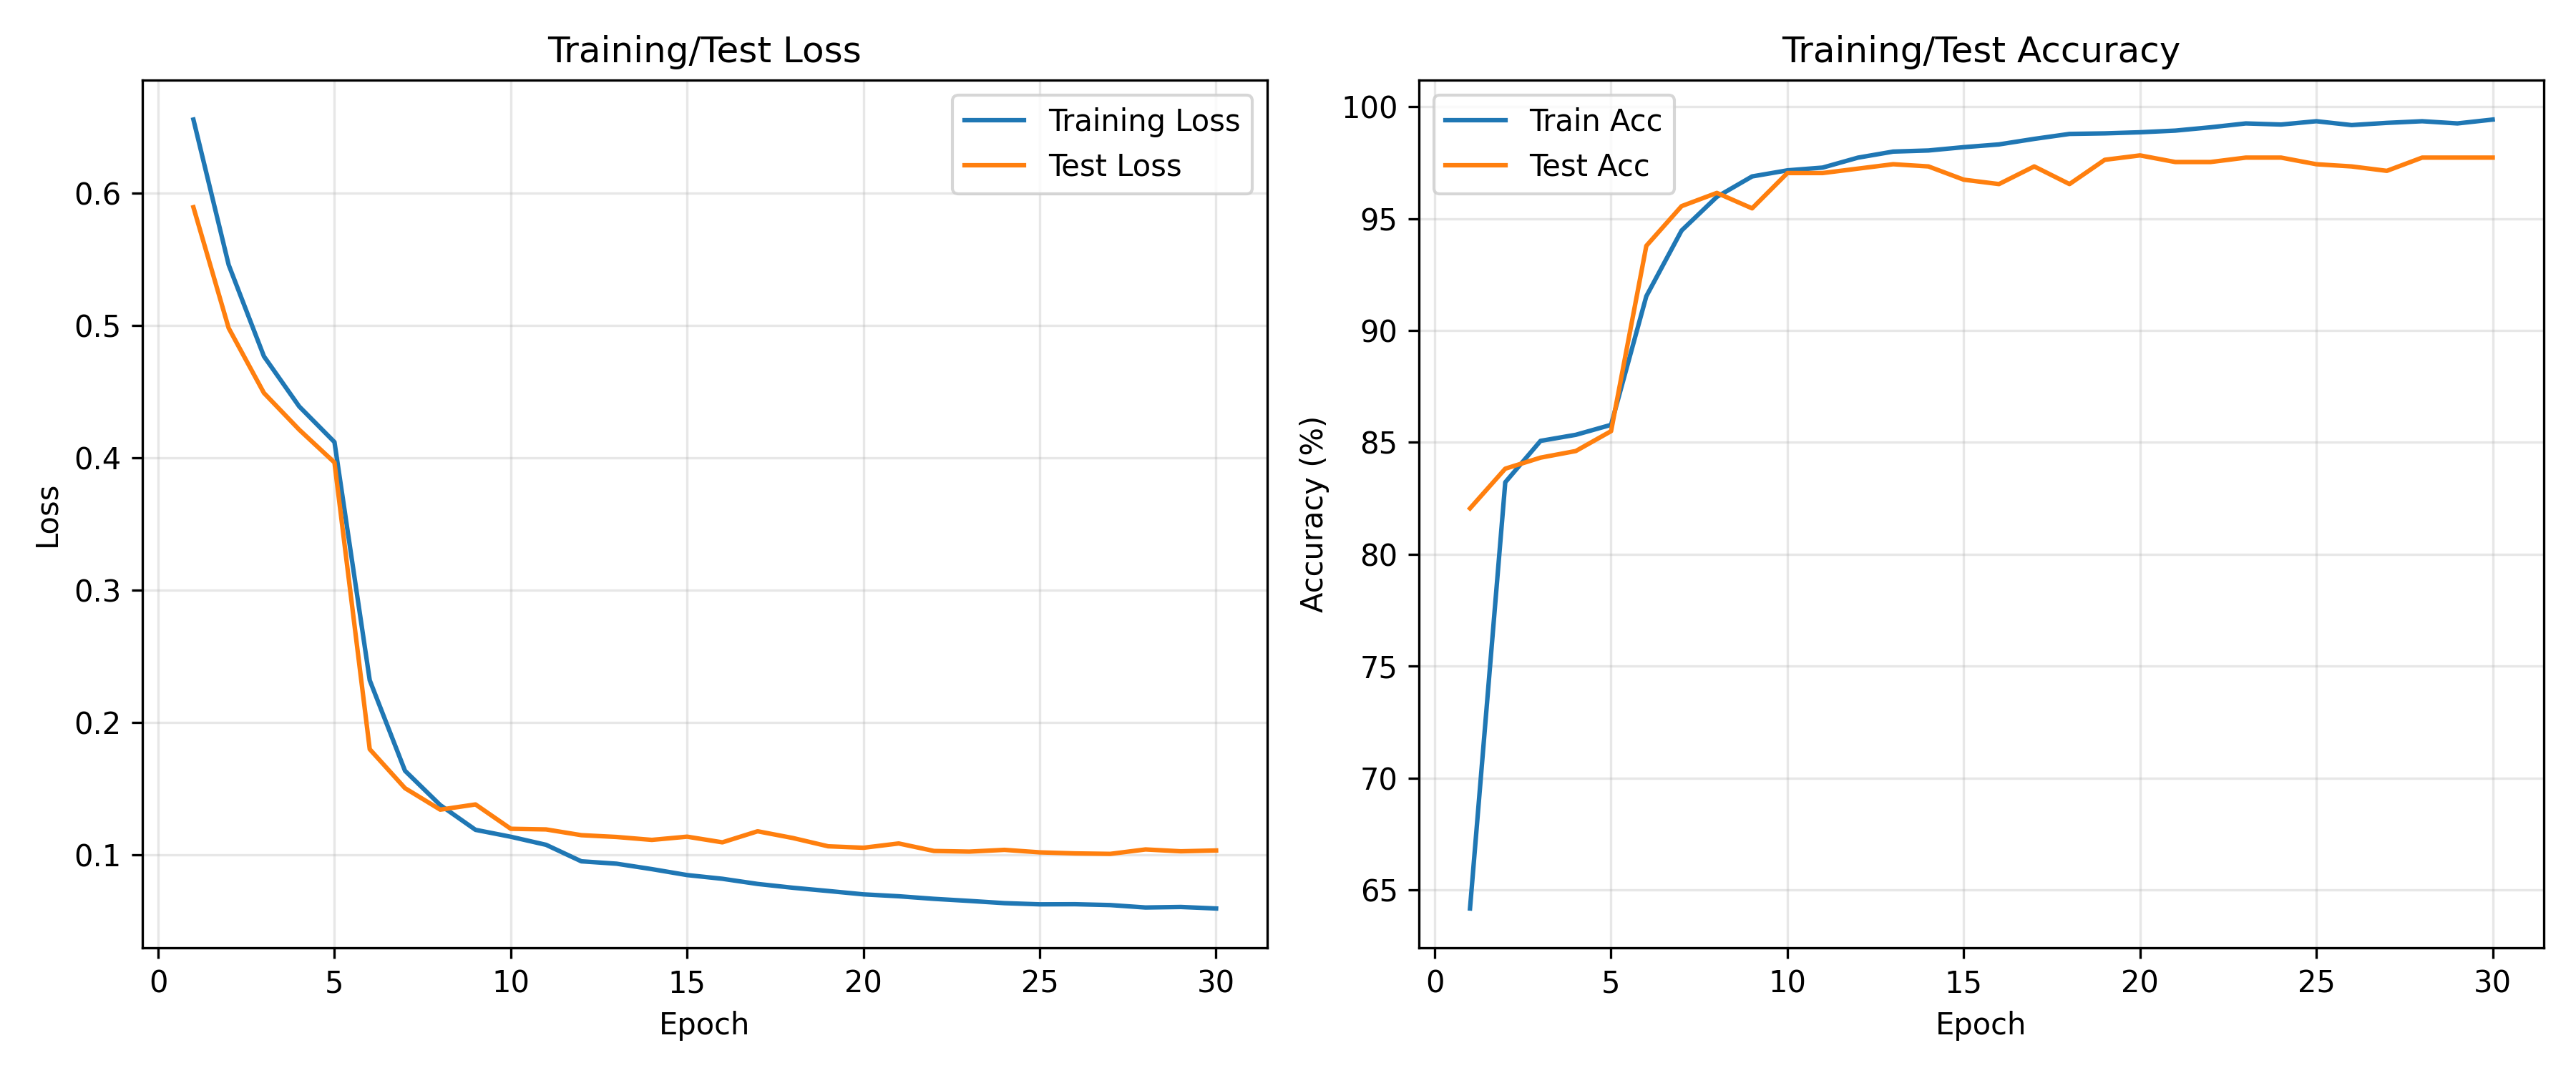 Training/Test Loss
Training Loss
Test Loss
0.6
0.5
0.4
0.3
0.2
0.1
Loss
0 5 10 15 20 25 30
Epoch
Training/Test Accuracy
Train Acc
Test Acc
100
95
90
85
80
75
70
65
Accuracy (%)
0 5 10 15 20 25 30
Epoch